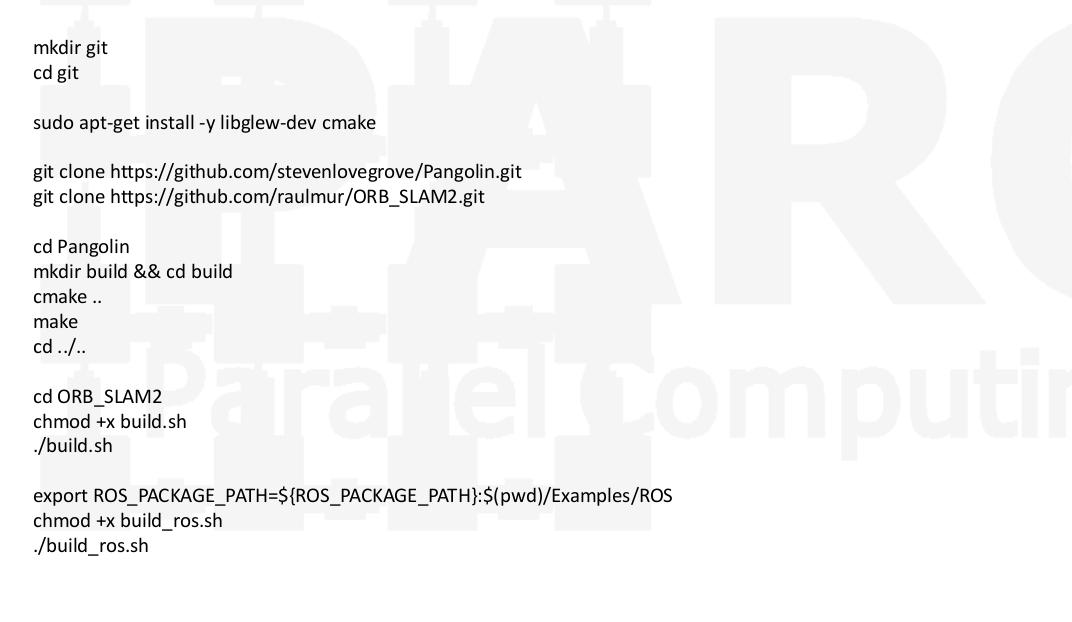 mkdir git
cd git
sudo apt-get install -y libglew-dev cmake
git clone https://github.com/stevenlovegrove/Pangolin.git
git clone https://github.com/raulmur/ORB_SLAM2.git
cd Pangolin
mkdir build && cd build
cmake ..
make
cd ../..
cd ORB_SLAM2
chmod +x build.sh
./build.sh
export ROS_PACKAGE_PATH=${ROS_PACKAGE_PATH}:$(pwd)/Examples/ROS
chmod +x build_ros.sh
./build_ros.sh
PARC
Paralel Computin